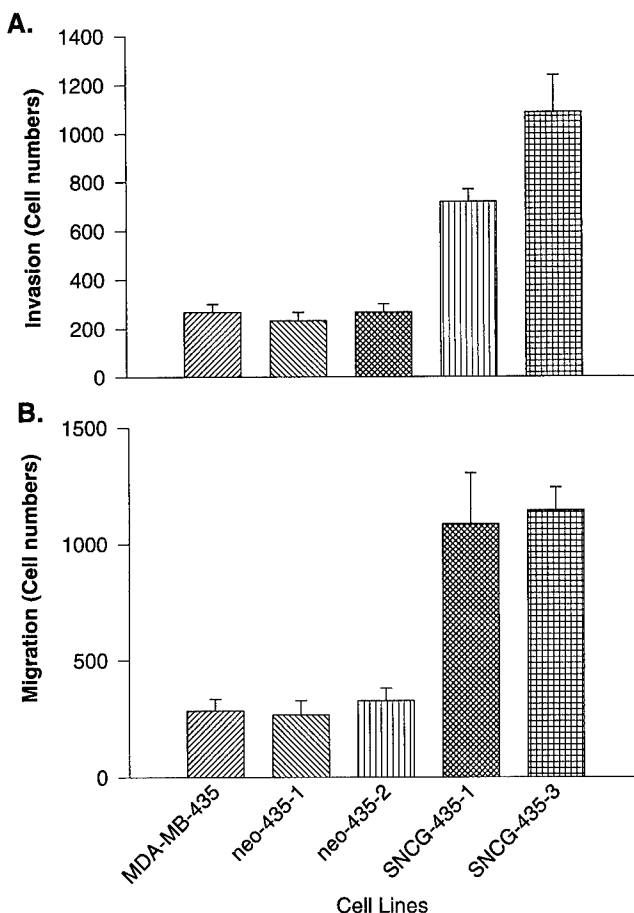 A.
Invasion (Cell numbers)
1400
1200
1000
800
600
400
200
0
B.
Migration (Cell numbers)
1500
1000
500
0
MDA-MB-435
neo-435-1
neo-435-2
SNCG-435-1
SNCG-435-3
Cell Lines